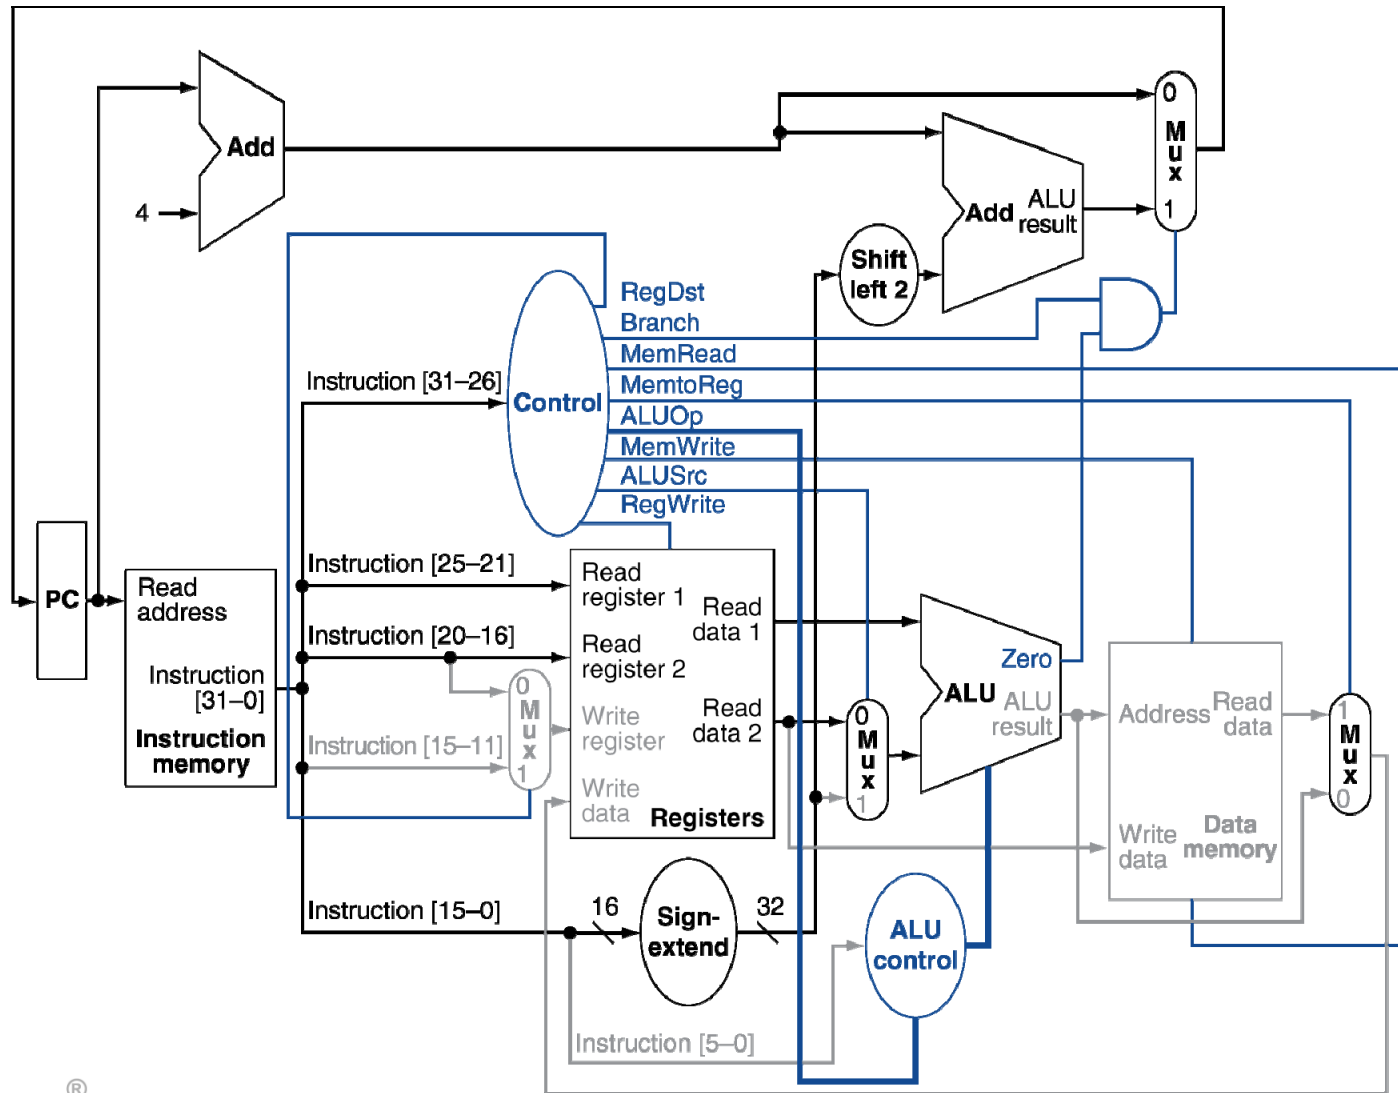 0
M
u
x
1
Add
4
Add
ALU
result
Shift
left 2
RegDst
Branch
MemRead
MemtoReg
ALUOp
MemWrite
ALUSrc
RegWrite
Control
Instruction [31–26]
Instruction [25–21]
Instruction [20–16]
Instruction [15–11]
Instruction [15–0]
Instruction [5–0]
PC
Read
address
Instruction
[31–0]
Instruction
memory
0
M
u
x
1
Read
register 1
Read
register 2
Write
register
Write
data
Read
data 1
Read
data 2
Registers
0
M
u
x
1
Zero
ALU
ALU
result
Address
Read
data
Write
data
Data
memory
1
M
u
x
0
16
Sign-
extend
32
ALU
control
®